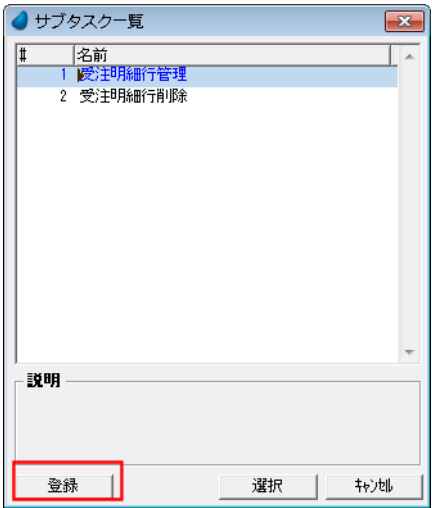 サブタスク一覧
# 名前
1 受注明細行管理
2 受注明細行削除
説明
登録 選択 ｷｬﾝｾﾙ